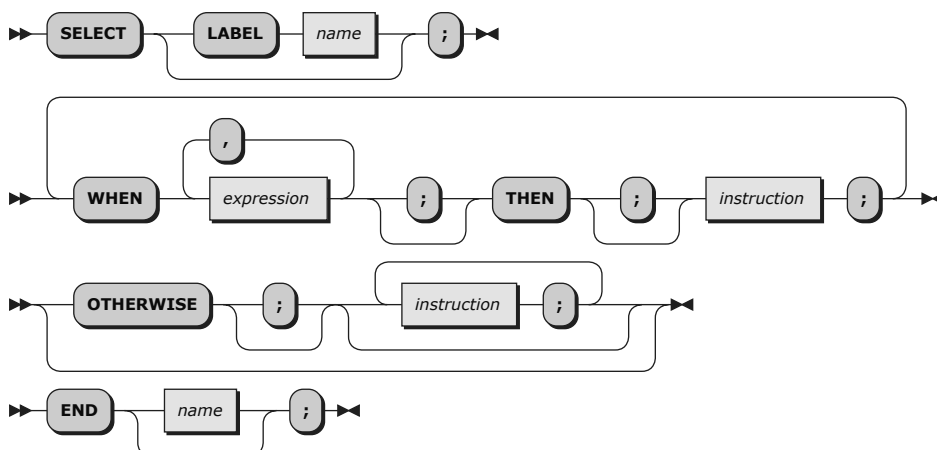 SELECT LABEL name ;
,
WHEN expression ; THEN ; instruction ;
OTHERWISE ; instruction ;
END name ;